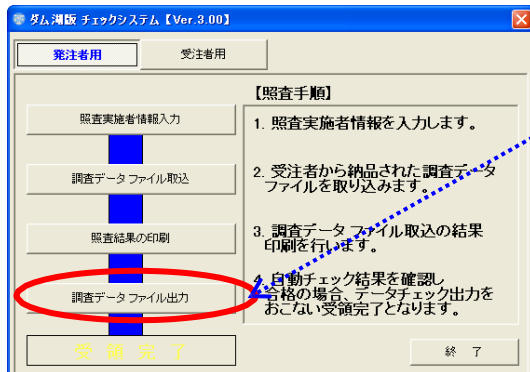 ダム湖版 チェックシステム【Ver.3.00】
発注者用
受注者用
【照査手順】
照査実施者情報入力
1. 照査実施者情報を入力します。
調査データファイル取込
2. 受注者から納品された調査データ
ファイルを取り込みます。
照査結果の印刷
3. 調査データファイル取込の結果
印刷を行います。
調査データファイル出力
4. 自動チェック結果を確認し
合格の場合、データチェック出力を
おこない受領完了となります。
受領完了
終 了